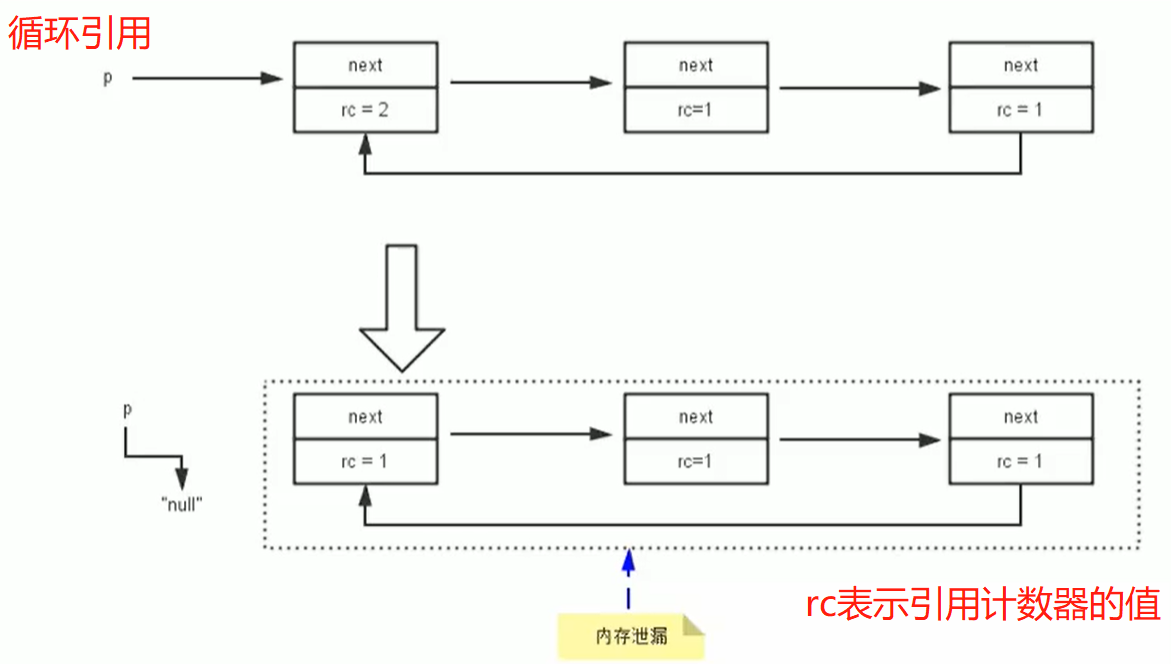 循环引用
p
next
next
next
rc = 2
rc=1
rc = 1
p
next
next
next
rc = 1
rc=1
rc = 1
"null"
rc表示引用计数器的值
内存泄漏